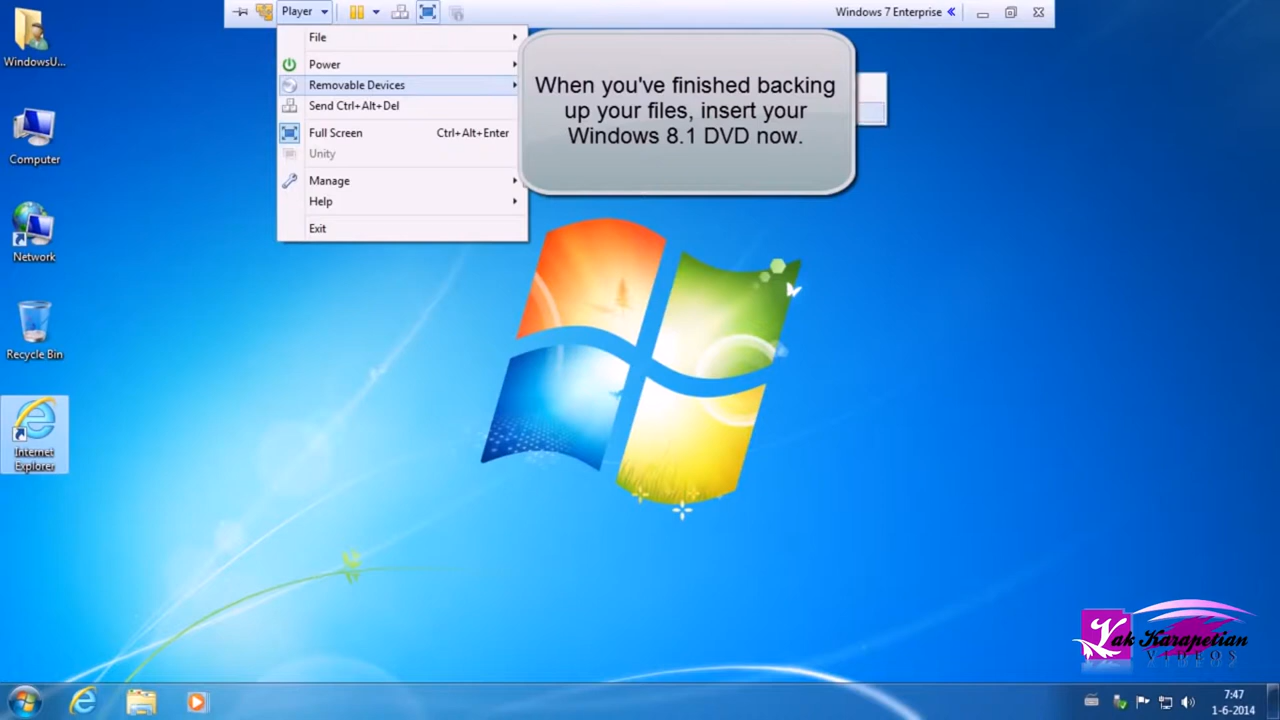 Player
Windows 7 Enterprise
File
Power
Removable Devices
Send Ctrl+Alt+Del
Full Screen Ctrl+Alt+Enter
Unity
Manage
Help
Exit
When you've finished backing
up your files, insert your
Windows 8.1 DVD now.
WindowsU...
Computer
Network
Recycle Bin
Internet
Explorer
Yak Karapetian
VIDEOS
7:47
1-6-2014